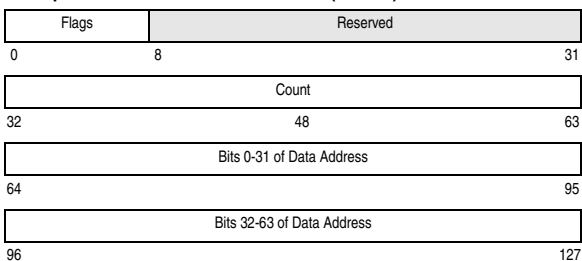 Flags Reserved
0 8 31
Count
32 48 63
Bits 0-31 of Data Address
64 95
Bits 32-63 of Data Address
96 127